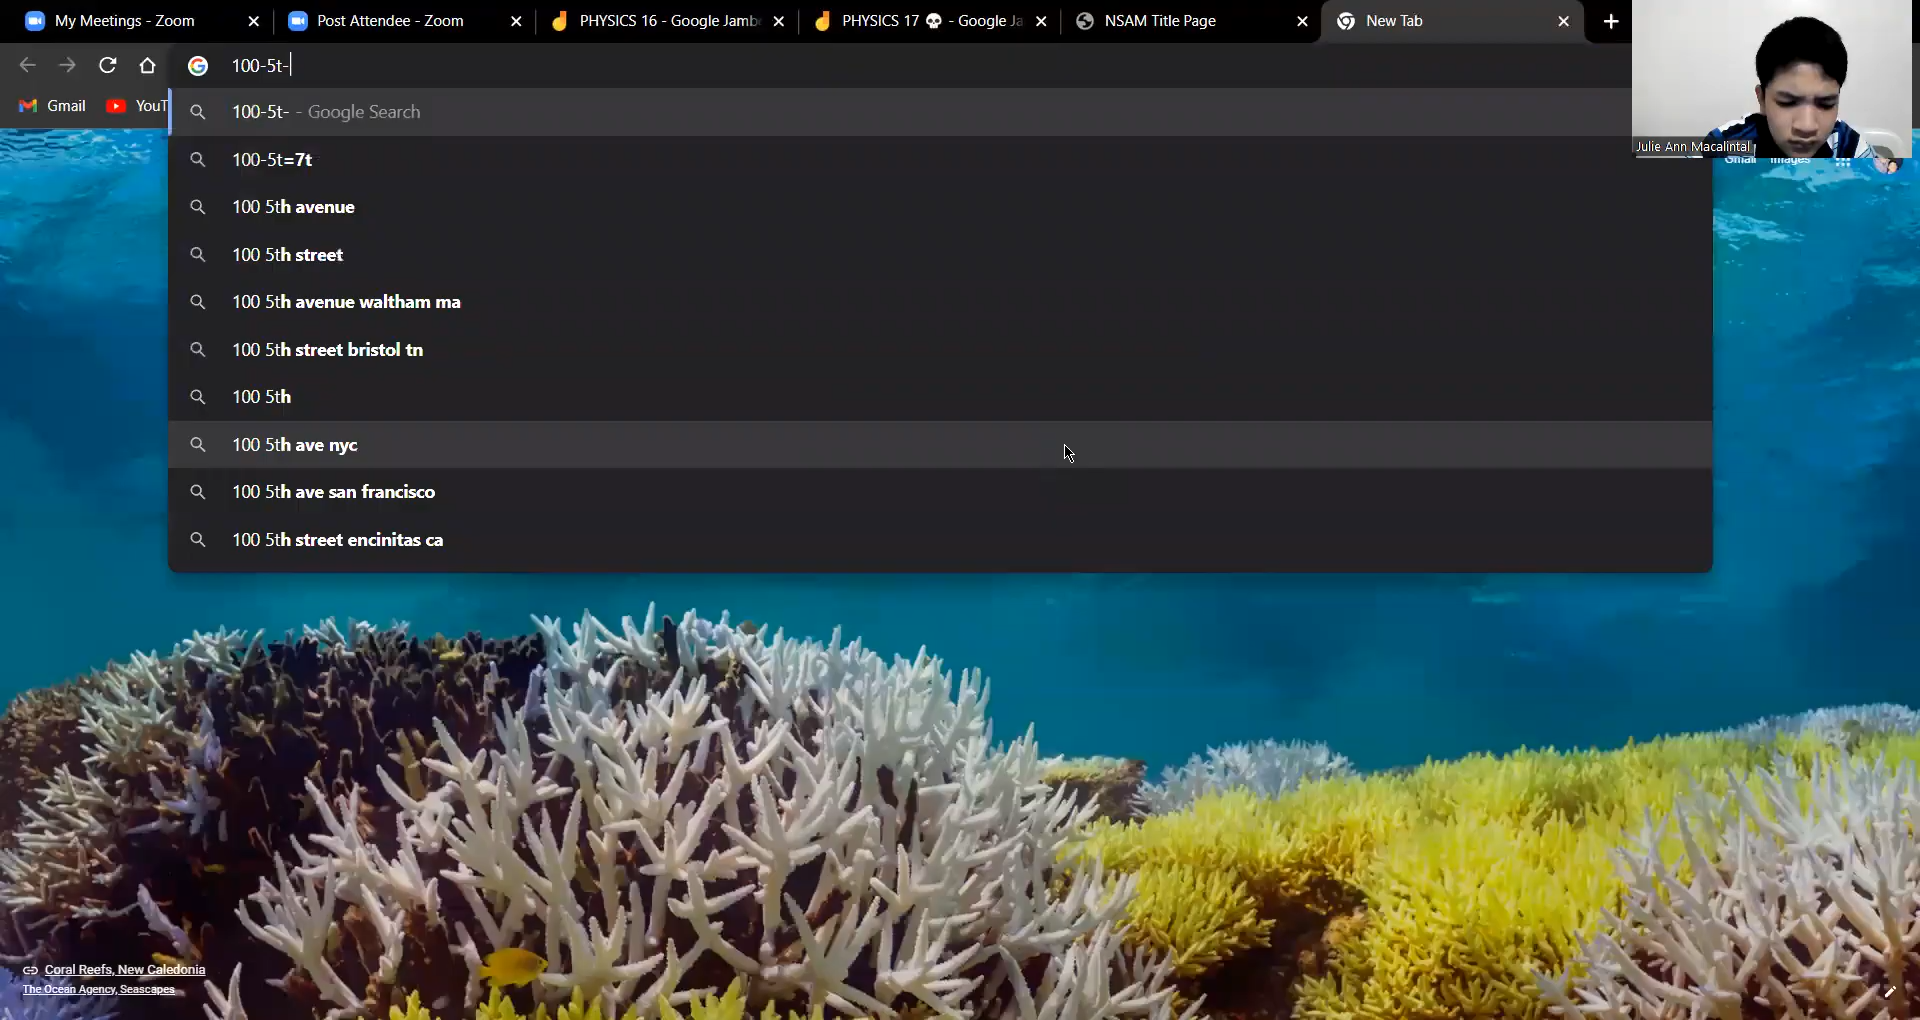 My Meetings - Zoom
Post Attendee - Zoom
PHYSICS 16 - Google Jamb
PHYSICS 17 💀 - Google Ja
NSAM Title Page
New Tab
100-5t-
Gmail
YouT
100-5t- - Google Search
100-5t=7t
100 5th avenue
100 5th street
100 5th avenue waltham ma
100 5th street bristol tn
100 5th
100 5th ave nyc
100 5th ave san francisco
100 5th street encinitas ca
Julie Ann Macalintal
Gmail Images
Coral Reefs, New Caledonia
The Ocean Agency, Seascapes